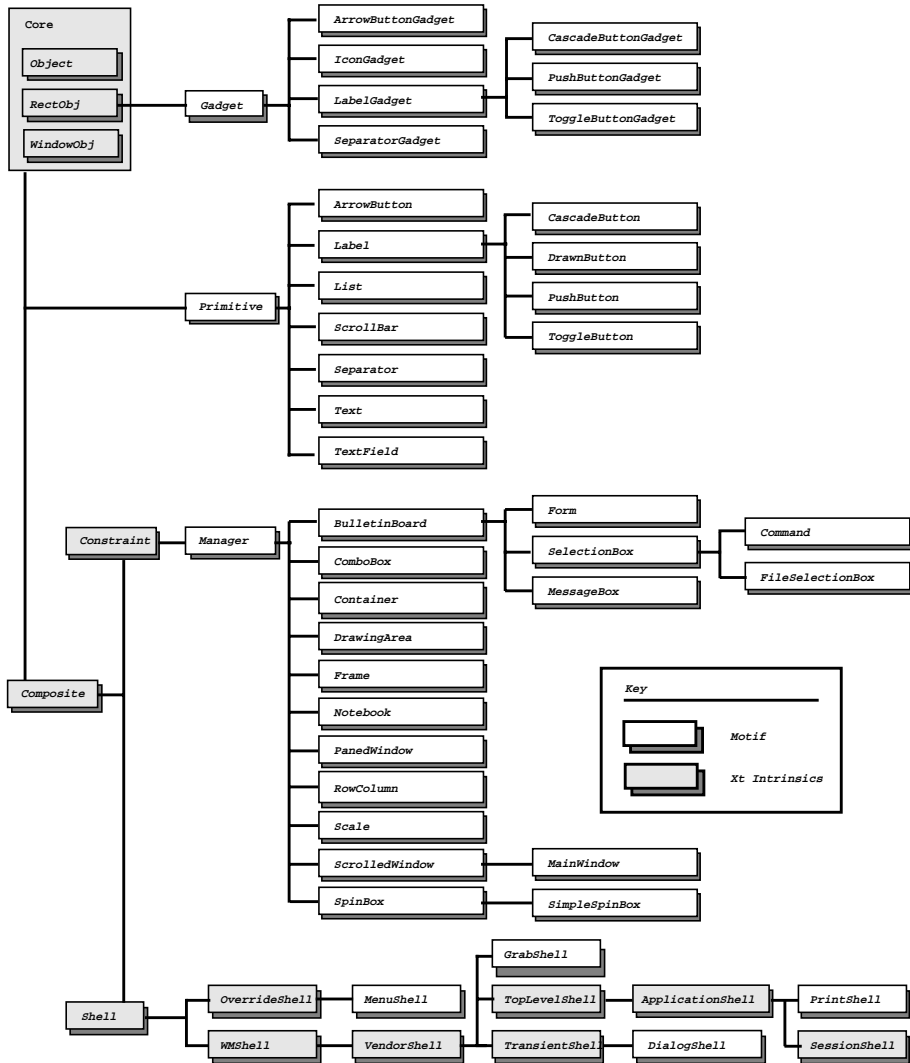 Core
Object
RectObj
WindowObj
Gadget
ArrowButtonGadget
IconGadget
LabelGadget
SeparatorGadget
CascadeButtonGadget
PushButtonGadget
ToggleButtonGadget
Primitive
ArrowButton
Label
List
ScrollBar
Separator
Text
TextField
CascadeButton
DrawnButton
PushButton
ToggleButton
Constraint
Manager
BulletinBoard
ComboBox
Container
DrawingArea
Frame
Notebook
PanedWindow
RowColumn
Scale
ScrolledWindow
SpinBox
Form
SelectionBox
MessageBox
Command
FileSelectionBox
MainWindow
SimpleSpinBox
Composite
Key
Motif
Xt Intrinsics
Shell
OverrideShell
MenuShell
WMShell
VendorShell
GrabShell
TopLevelShell
ApplicationShell
PrintShell
SessionShell
TransientShell
DialogShell